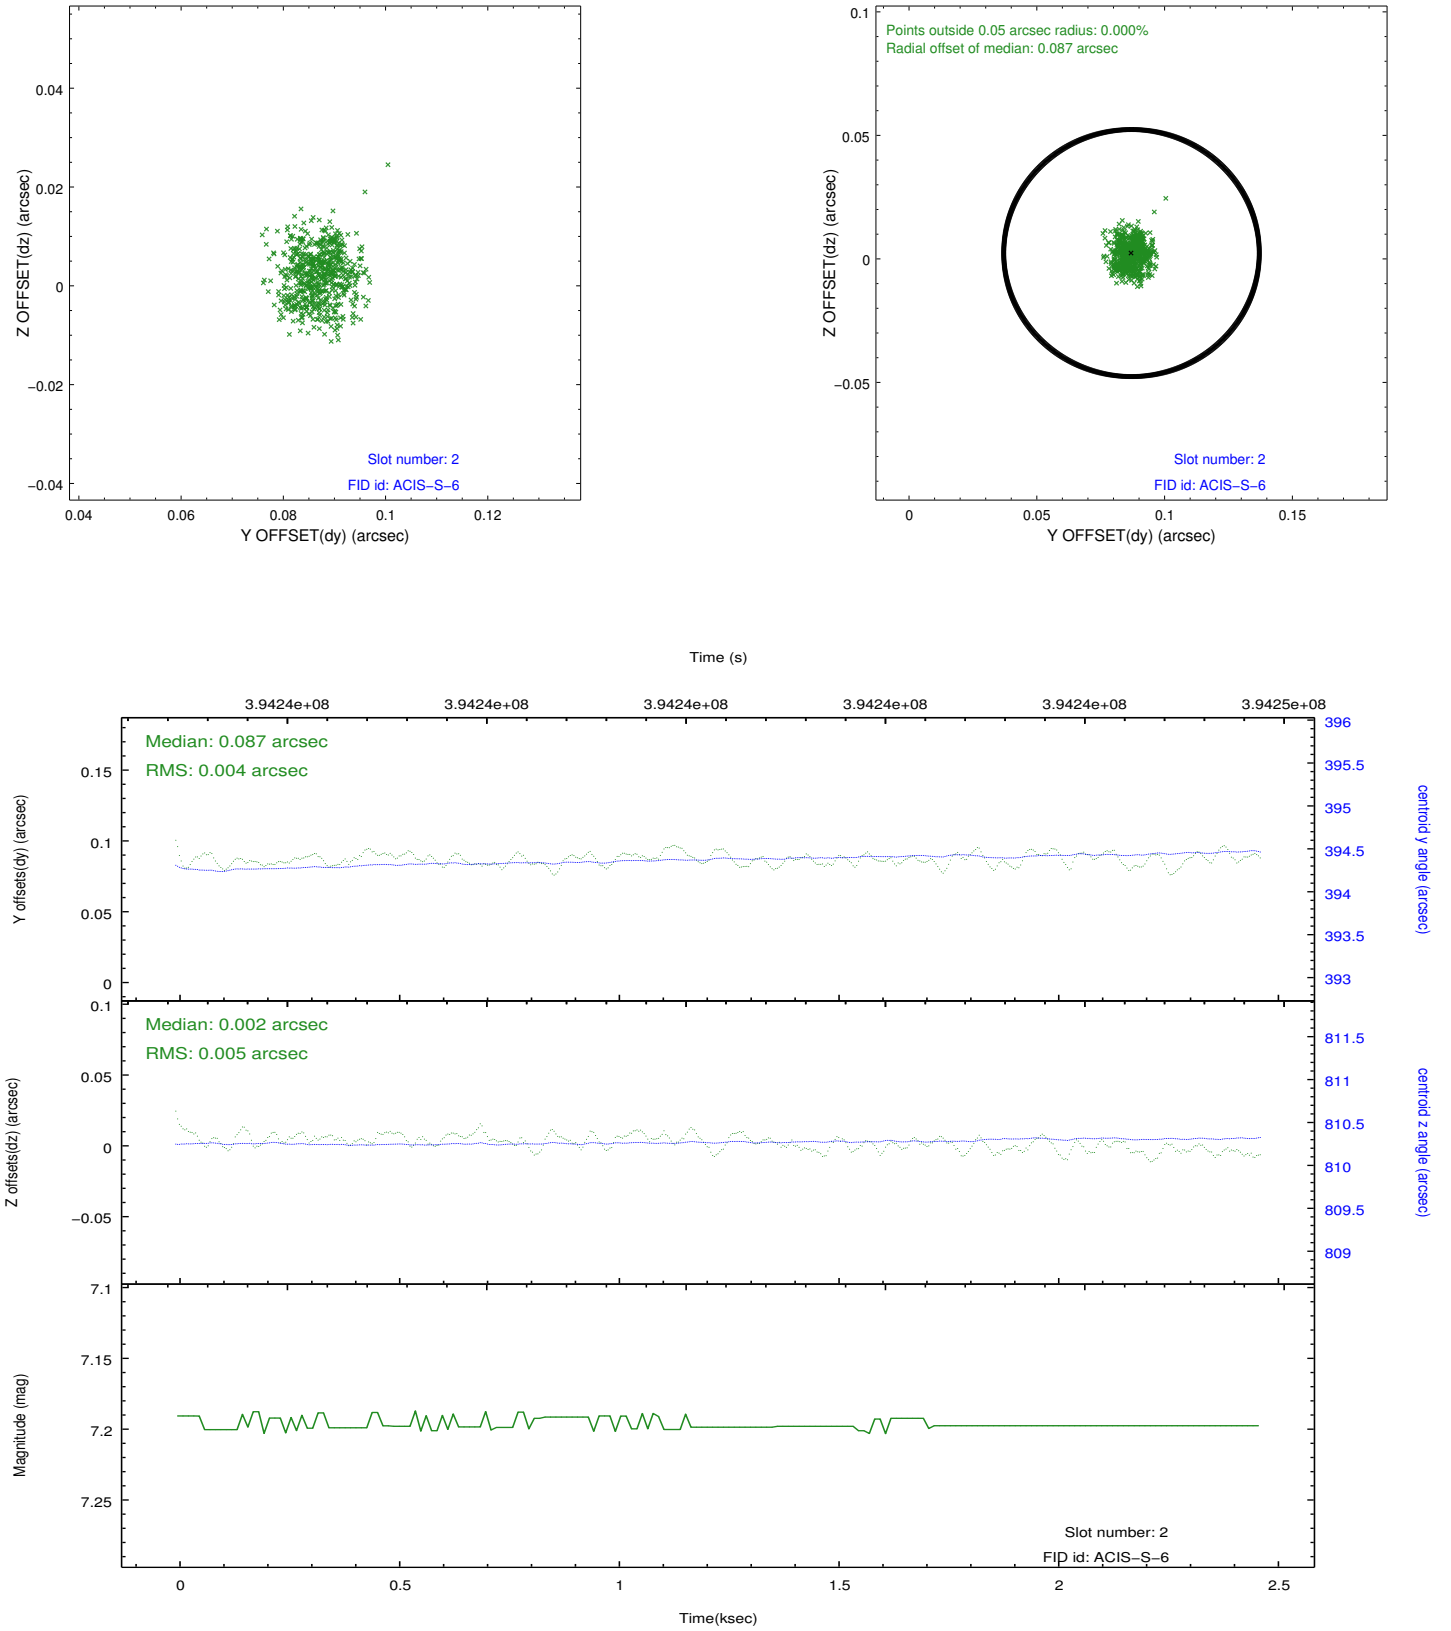 0.04
0.02
0
−0.02
−0.04
Z OFFSET(dz) (arcsec)
Slot number: 2
FID id: ACIS−S−6
0.04
0.06
0.08
0.1
0.12
Y OFFSET(dy) (arcsec)
Points outside 0.05 arcsec radius: 0.000%
Radial offset of median: 0.087 arcsec
0.1
0.05
0
−0.05
Z OFFSET(dz) (arcsec)
Slot number: 2
FID id: ACIS−S−6
0
0.05
0.1
0.15
Y OFFSET(dy) (arcsec)
Time (s)
3.9424e+08
3.9424e+08
3.9424e+08
3.9424e+08
3.9424e+08
3.9425e+08
Median: 0.087 arcsec
RMS: 0.004 arcsec
0.15
0.1
0.05
0
Y offsets(dy) (arcsec)
396
395.5
395
394.5
394
393.5
393
centroid y angle (arcsec)
Median: 0.002 arcsec
RMS: 0.005 arcsec
0.1
0.05
0
−0.05
Z offsets(dz) (arcsec)
811.5
811
810.5
810
809.5
809
centroid z angle (arcsec)
7.1
7.15
7.2
7.25
Magnitude (mag)
Slot number: 2
FID id: ACIS−S−6
0
0.5
1
1.5
2
2.5
Time(ksec)